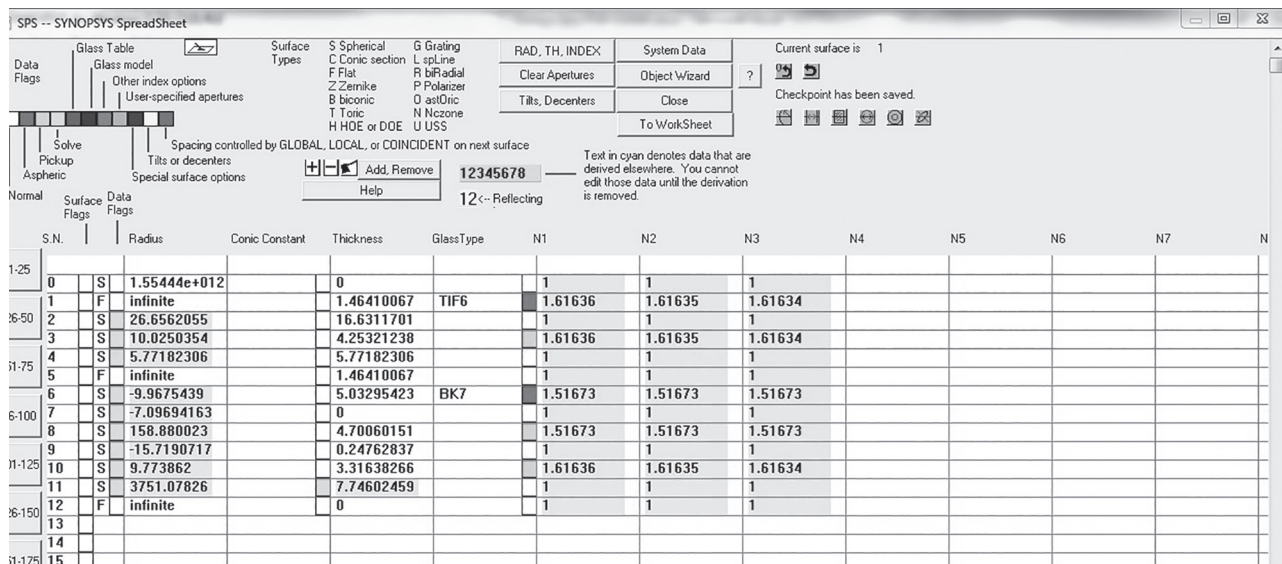 SPS -- SYNOPSYS SpreadSheet
Data Flags
Glass Table
Glass model
Other index options
User-specified apertures
Solve
Pickup
Aspheric
Spacing controlled by GLOBAL, LOCAL, or COINCIDENT on next surface
Tilts or decenters
Special surface options
Surface Types
S Spherical G Grating
C Conic section L spLine
F Flat R biRadial
Z Zernike P Polarizer
B biconic O astOric
T Toric N Nczone
H HOE or DOE U USS
RAD, TH, INDEX System Data
Clear Apertures Object Wizard ?
Tilts, Decenters Close
To WorkSheet
Current surface is 1
Checkpoint has been saved.
+ - Add, Remove
Help
12345678
12<-- Reflecting
Text in cyan denotes data that are
derived elsewhere. You cannot
edit those data until the derivation
is removed.
Normal
Surface Flags
Data Flags
S.N. Radius Conic Constant Thickness GlassType N1 N2 N3 N4 N5 N6 N7 N
1-25
0 S 1.55444e+012 0 1 1 1
1 F infinite 1.46410067 TIF6 1.61636 1.61635 1.61634
26-50
2 S 26.6562055 16.6311701 1 1 1
3 S 10.0250354 4.25321238 1.61636 1.61635 1.61634
51-75
4 S 5.77182306 5.77182306 1 1 1
5 F infinite 1.46410067 1 1 1
6 S -9.9675439 5.03295423 BK7 1.51673 1.51673 1.51673
6-100
7 S -7.09694163 0 1 1 1
8 S 158.880023 4.70060151 1.51673 1.51673 1.51673
9 S -15.7190717 0.24762837 1 1 1
01-125
10 S 9.773862 3.31638266 1.61636 1.61635 1.61634
11 S 3751.07826 7.74602459 1 1 1
26-150
12 F infinite 0 1 1 1
13
14
51-175
15